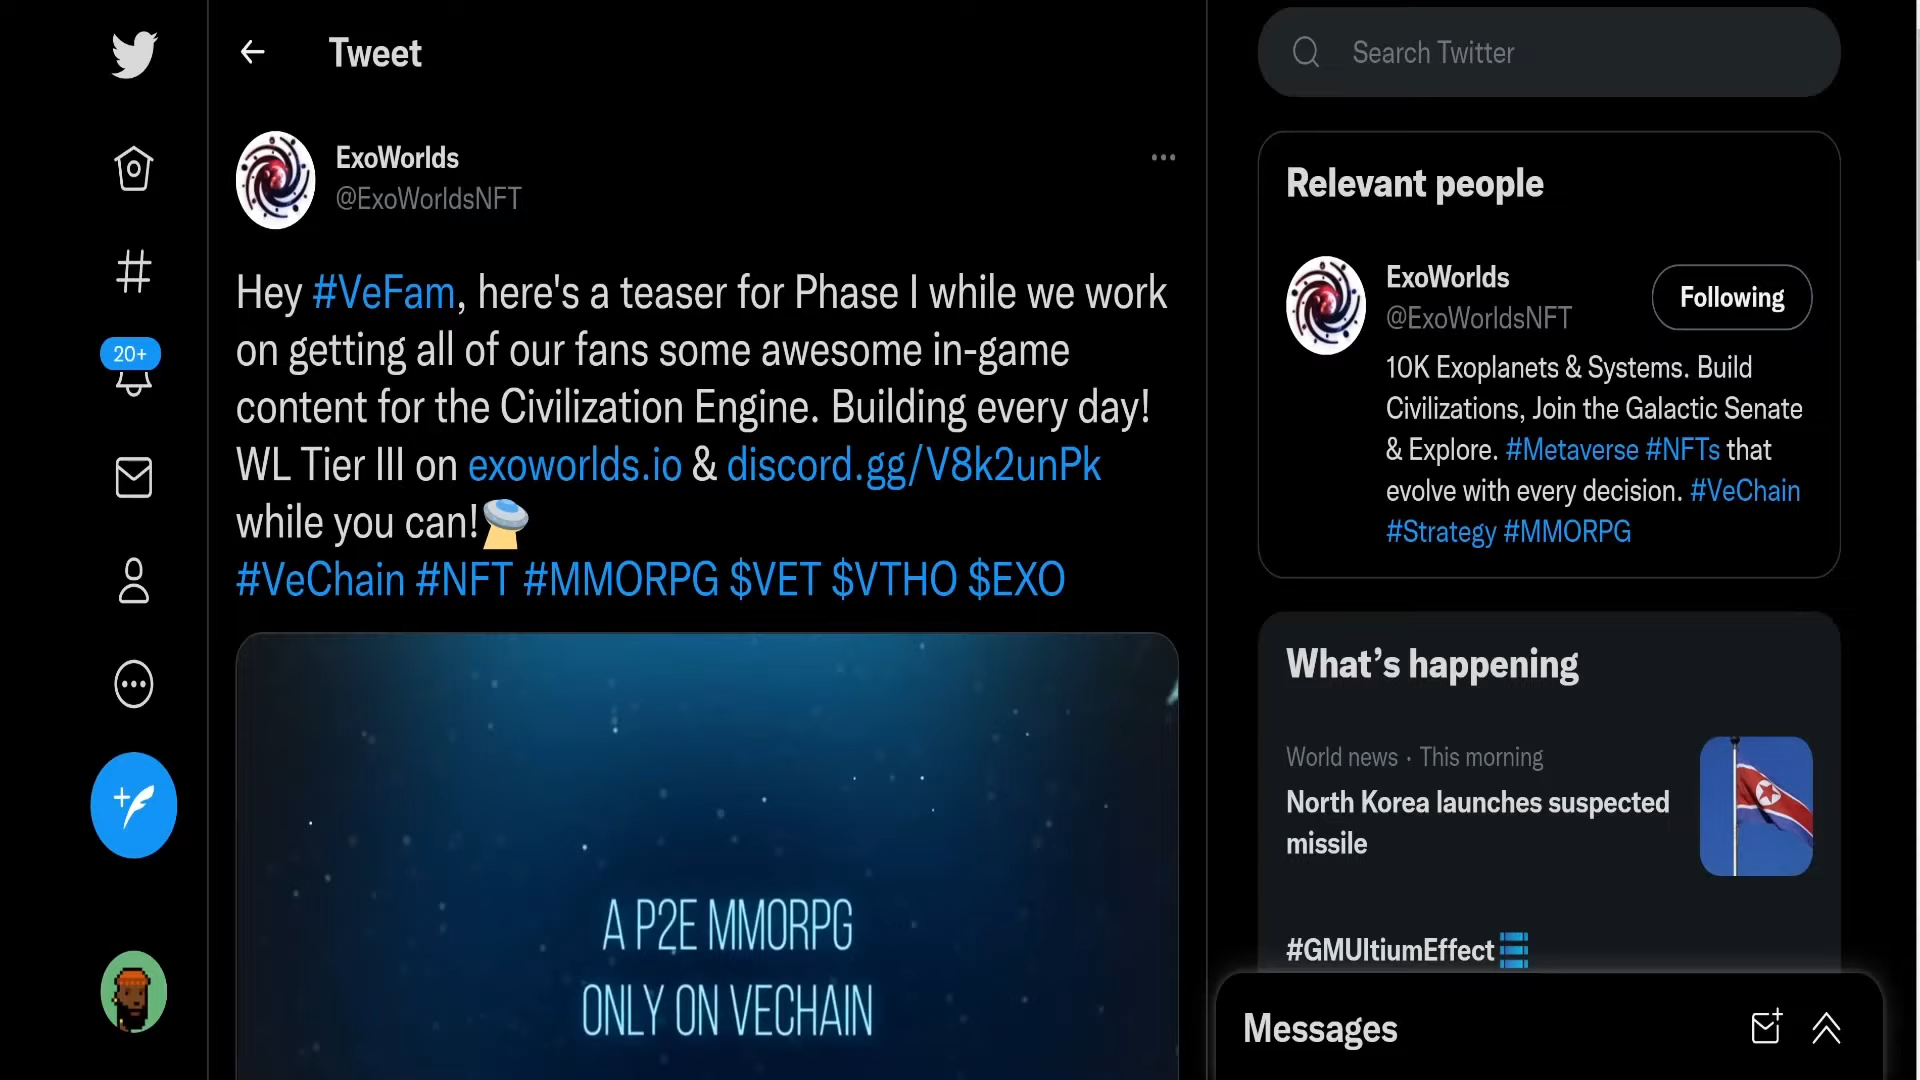 Tweet
ExoWorlds
@ExoWorldsNFT
Hey #VeFam, here's a teaser for Phase I while we work
on getting all of our fans some awesome in-game
content for the Civilization Engine. Building every day!
WL Tier III on exoworlds.io & discord.gg/V8k2unPk
while you can!
#VeChain #NFT #MMORPG $VET $VTHO $EXO
A P2E MMORPG
ONLY ON VECHAIN
20+
Search Twitter
Relevant people
ExoWorlds
@ExoWorldsNFT
Following
10K Exoplanets & Systems. Build
Civilizations, Join the Galactic Senate
& Explore. #Metaverse #NFTs that
evolve with every decision. #VeChain
#Strategy #MMORPG
What's happening
World news · This morning
North Korea launches suspected
missile
#GMUltiumEffect
Messages